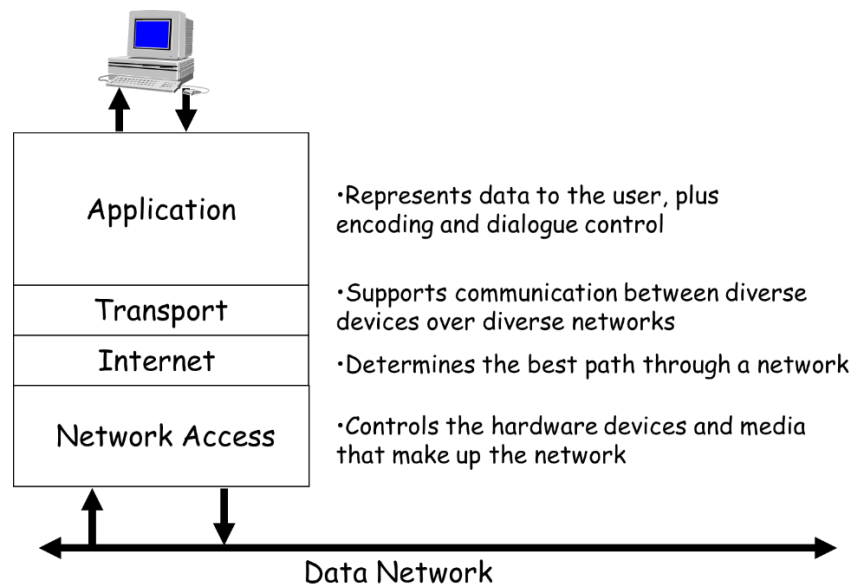 Application
•Represents data to the user, plus
encoding and dialogue control
Transport
•Supports communication between diverse
devices over diverse networks
Internet
•Determines the best path through a network
Network Access
•Controls the hardware devices and media
that make up the network
Data Network